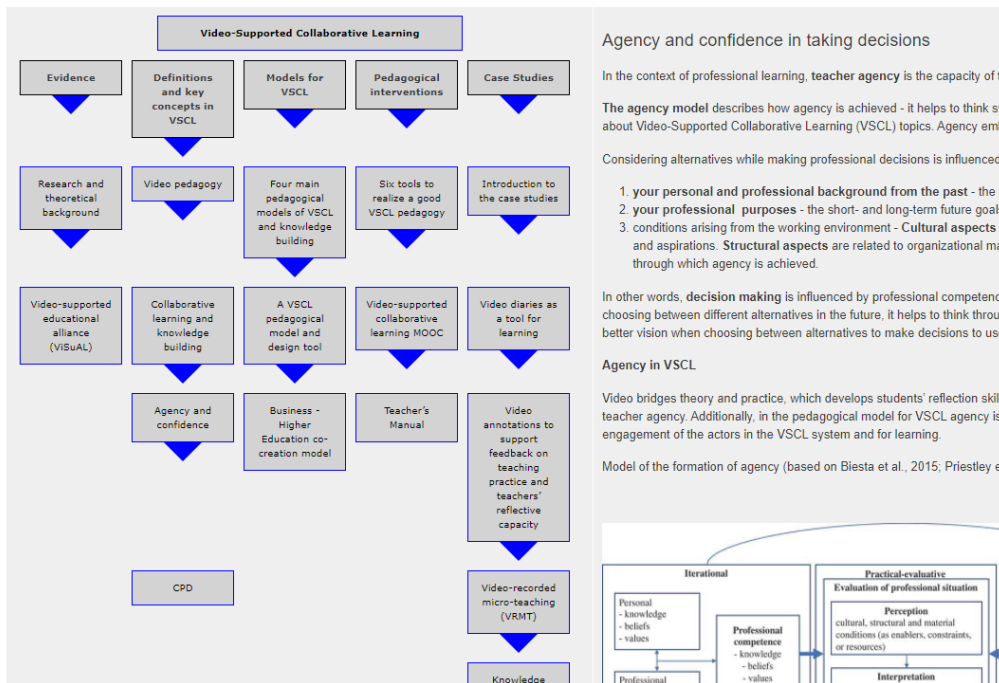 Video-Supported Collaborative Learning
Evidence
Definitions
and key
concepts in
VSCL
Models for
VSCL
Pedagogical
interventions
Case Studies
Research and
theoretical
background
Video pedagogy
Four main
pedagogical
models of VSCL
and knowledge
building
Six tools to
realize a good
VSCL pedagogy
Introduction to
the case studies
Video-supported
educational
alliance
(ViSuAL)
Collaborative
learning and
knowledge
building
A VSCL
pedagogical
model and
design tool
Video-supported
collaborative
learning MOOC
Video diaries as
a tool for
learning
Agency and
confidence
Business -
Higher
Education co-
creation model
Teacher's
Manual
Video
annotations to
support
feedback on
teaching
practice and
teachers'
reflective
capacity
CPD
Video-recorded
micro-teaching
(VRMT)
Knowledge
Agency and confidence in taking decisions
In the context of professional learning, teacher agency is the capacity of
The agency model describes how agency is achieved - it helps to think
about Video-Supported Collaborative Learning (VSCL) topics. Agency
Considering alternatives while making professional decisions is influenced
1. your personal and professional background from the past - the
2. your professional purposes - the short- and long-term future
3. conditions arising from the working environment - Cultural aspects
and aspirations. Structural aspects are related to organizational
through which agency is achieved.
In other words, decision making is influenced by professional
choosing between different alternatives in the future, it helps to think
better vision when choosing between alternatives to make decisions to
Agency in VSCL
Video bridges theory and practice, which develops students' reflection
teacher agency. Additionally, in the pedagogical model for VSCL agency is
engagement of the actors in the VSCL system and for learning.
Model of the formation of agency (based on Biesta et al., 2015; Priestley
Iterational
Personal
- knowledge
- beliefs
- values
Professional
Professional
competence
- knowledge
- beliefs
- values
Practical-evaluative
Evaluation of professional situation
Perception
cultural, structural and material
conditions (as enablers, constraints,
or resources)
Interpretation